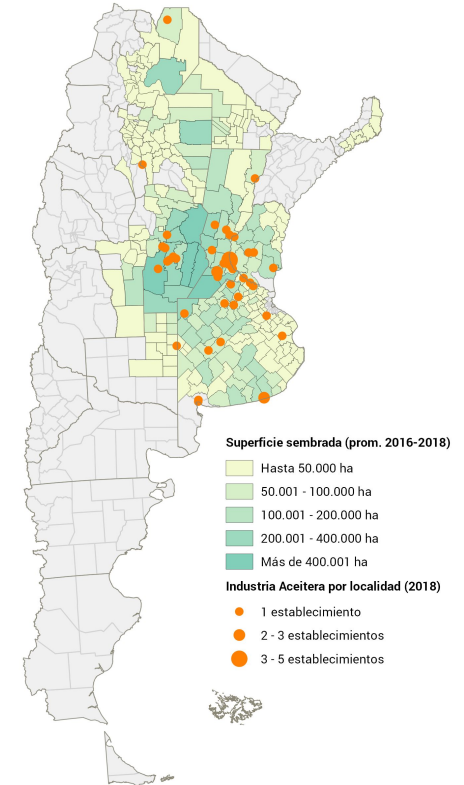 Superficie sembrada (prom. 2016-2018)
Hasta 50.000 ha
50.001 - 100.000 ha
100.001 - 200.000 ha
200.001 - 400.000 ha
Más de 400.001 ha
Industria Aceitera por localidad (2018)
1 establecimiento
2 - 3 establecimientos
3 - 5 establecimientos